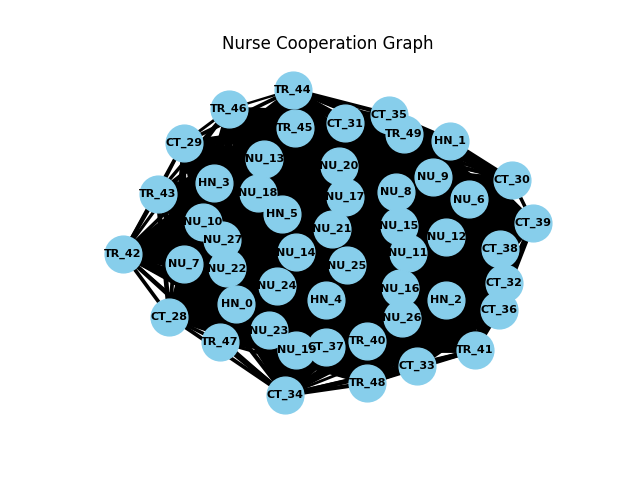 Nurse Cooperation Graph
TR_44
TR_46
CT_35
CT_31
TR_45
TR_49
HN_1
CT_29
NU_13
NU_20
NU_9
CT_30
HN_3
TR_43
NU_18
NU_8
NU_17
NU_6
HN_5
NU_10
CT_39
NU_15
NU_21
NU_12
NU_27
CT_38
NU_14
NU_11
TR_42
NU_7
NU_25
NU_22
CT_32
NU_24
NU_16
HN_4
HN_2
HN_0
CT_36
CT_28
NU_26
NU_23
TR_47
TR_40
CT_37
NU_19
TR_41
CT_33
TR_48
CT_34